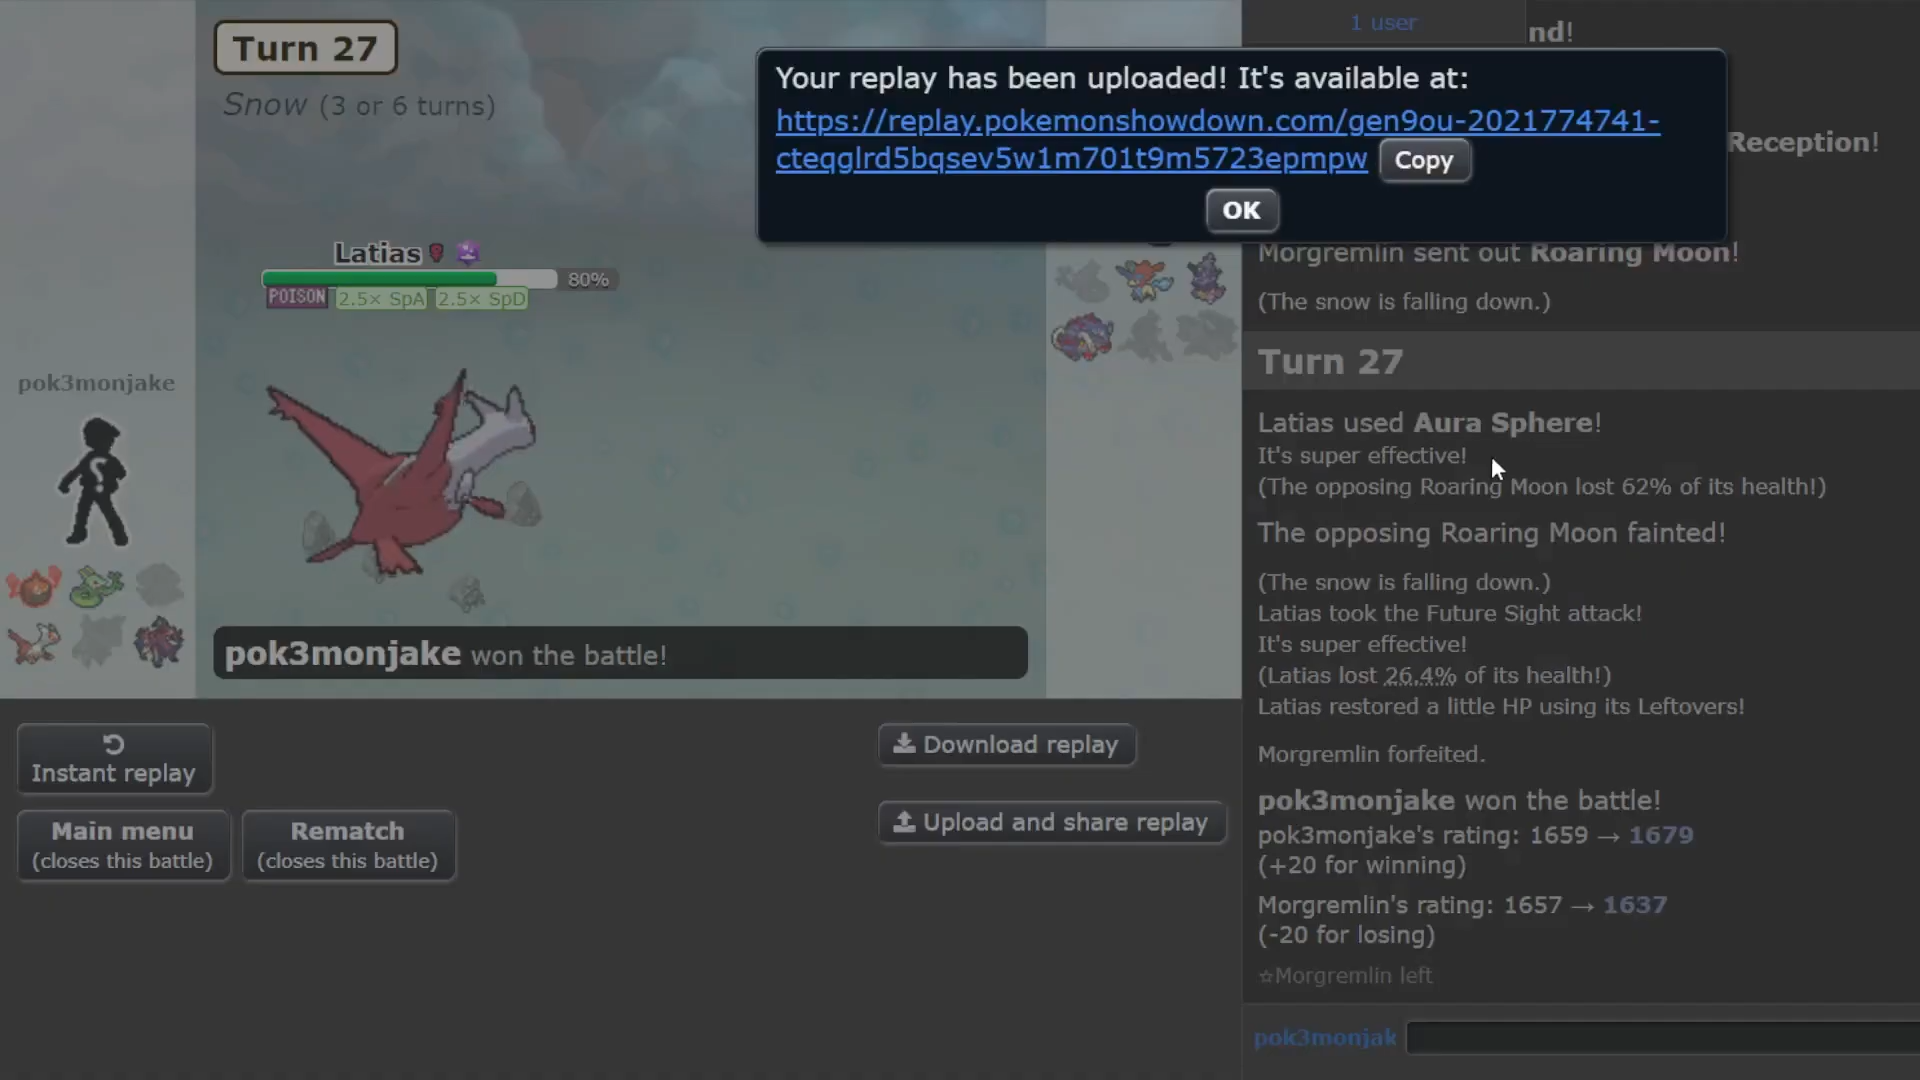 Turn 27
Snow (3 or 6 turns)
Latias
80%
POISON 2.5× SpA 2.5× SpD
pok3monjake
pok3monjake won the battle!
Instant replay
Main menu
(closes this battle)
Rematch
(closes this battle)
Download replay
Upload and share replay
1 user
Your replay has been uploaded! It's available at:
https://replay.pokemonshowdown.com/gen9ou-2021774741-
cteqglrd5bqsev5w1m701t9m5723epmpw Copy
OK
nd!
Reception!
Morgremlin sent out Roaring Moon!
(The snow is falling down.)
Turn 27
Latias used Aura Sphere!
It's super effective!
(The opposing Roaring Moon lost 62% of its health!)
The opposing Roaring Moon fainted!
(The snow is falling down.)
Latias took the Future Sight attack!
It's super effective!
(Latias lost 26.4% of its health!)
Latias restored a little HP using its Leftovers!
Morgremlin forfeited.
pok3monjake won the battle!
pok3monjake's rating: 1659 → 1679
(+20 for winning)
Morgremlin's rating: 1657 → 1637
(-20 for losing)
☆Morgremlin left
pok3monjak